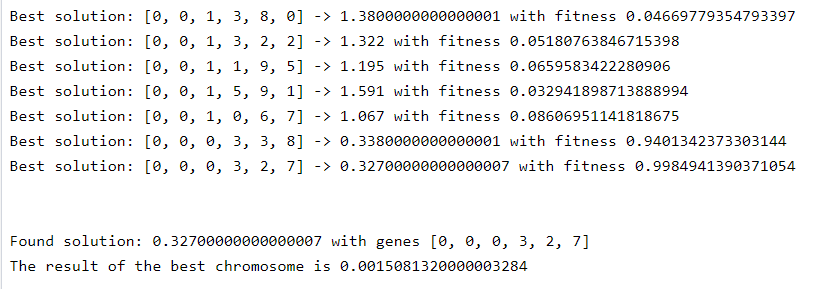 Best solution: [0, 0, 1, 3, 8, 0] -> 1.3800000000000001 with fitness 0.04669779354793397
Best solution: [0, 0, 1, 3, 2, 2] -> 1.322 with fitness 0.05180763846715398
Best solution: [0, 0, 1, 1, 9, 5] -> 1.195 with fitness 0.0659583422280906
Best solution: [0, 0, 1, 5, 9, 1] -> 1.591 with fitness 0.032941898713888994
Best solution: [0, 0, 1, 0, 6, 7] -> 1.067 with fitness 0.08606951141818675
Best solution: [0, 0, 0, 3, 3, 8] -> 0.3380000000000001 with fitness 0.9401342373303144
Best solution: [0, 0, 0, 3, 2, 7] -> 0.32700000000000007 with fitness 0.9984941390371054
Found solution: 0.32700000000000007 with genes [0, 0, 0, 3, 2, 7]
The result of the best chromosome is 0.0015081320000003284